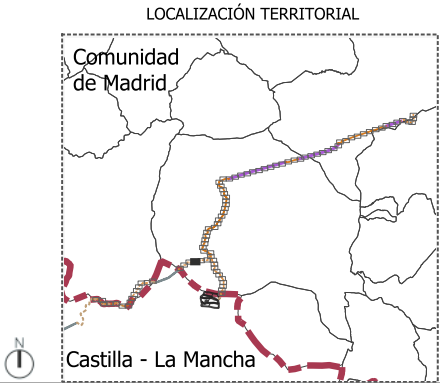 LOCALIZACIÓN TERRITORIAL
Comunidad
de Madrid
Castilla - La Mancha
N